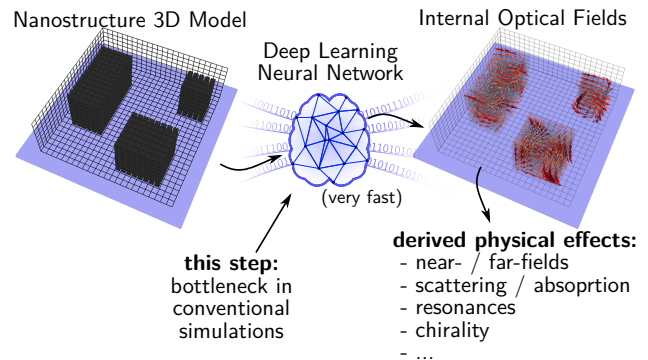 Nanostructure 3D Model
Deep Learning
Neural Network
Internal Optical Fields
(very fast)
this step:
bottleneck in
conventional
simulations
derived physical effects:
- near- / far-fields
- scattering / absoprtion
- resonances
- chirality
- ...